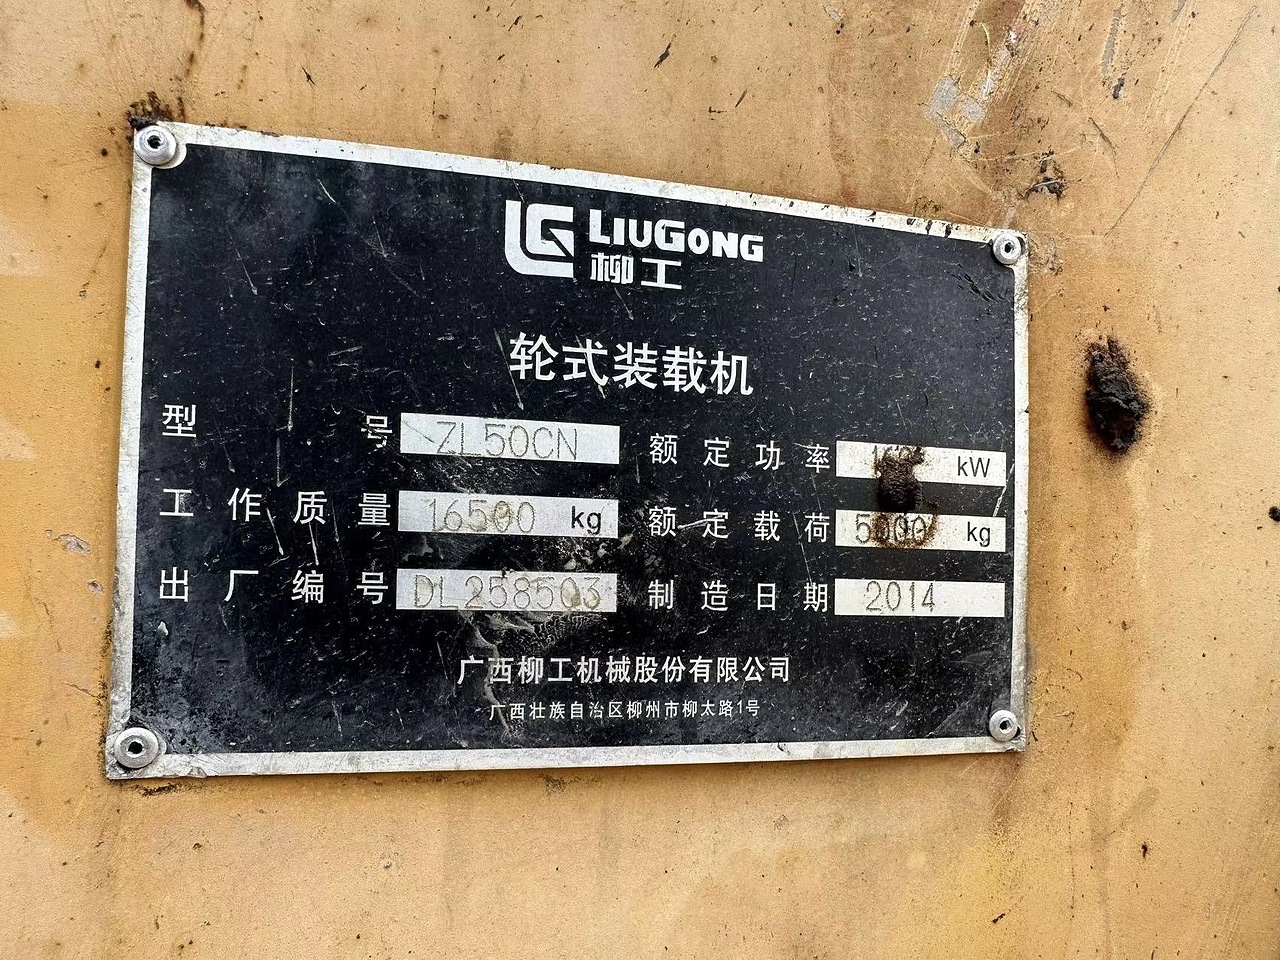 LG LIUGONG
柳工
轮式装载机
型号 ZL50CN 额定功率 kW
工作质量 16500 kg 额定载荷 5000 kg
出厂编号 DL258503 制造日期 2014
广西柳工机械股份有限公司
广西壮族自治区柳州市柳太路1号